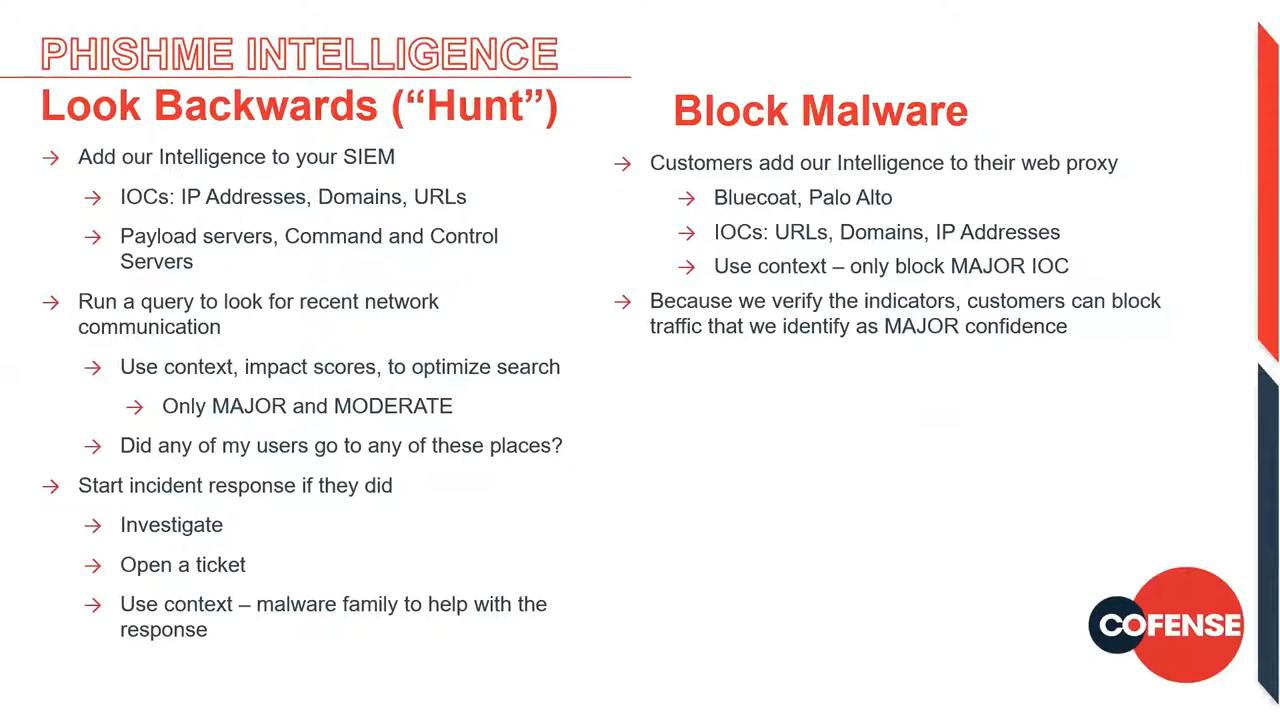 PHISHME INTELLIGENCE
Look Backwards (“Hunt”)
→ Add our Intelligence to your SIEM
→ IOCs: IP Addresses, Domains, URLs
→ Payload servers, Command and Control
Servers
→ Run a query to look for recent network
communication
→ Use context, impact scores, to optimize search
→ Only MAJOR and MODERATE
→ Did any of my users go to any of these places?
→ Start incident response if they did
→ Investigate
→ Open a ticket
→ Use context – malware family to help with the
response
Block Malware
→ Customers add our Intelligence to their web proxy
→ Bluecoat, Palo Alto
→ IOCs: URLs, Domains, IP Addresses
→ Use context – only block MAJOR IOC
→ Because we verify the indicators, customers can block
traffic that we identify as MAJOR confidence
COFENSE